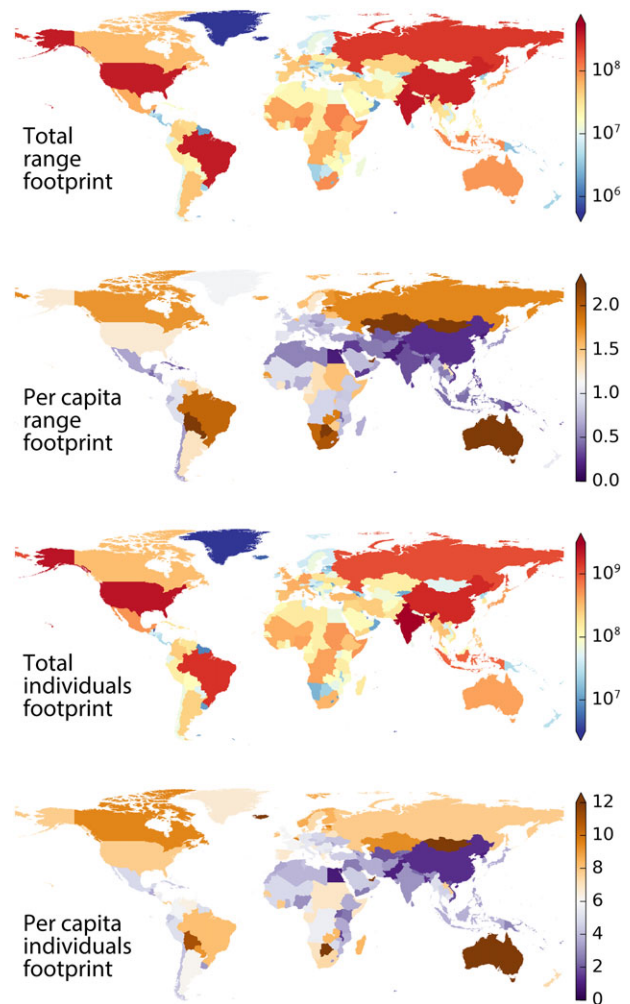 Total
range
footprint
10⁸
10⁷
10⁶
Per capita
range
footprint
2.0
1.5
1.0
0.5
0.0
Total
individuals
footprint
10⁹
10⁸
10⁷
Per capita
individuals
footprint
12
10
8
6
4
2
0